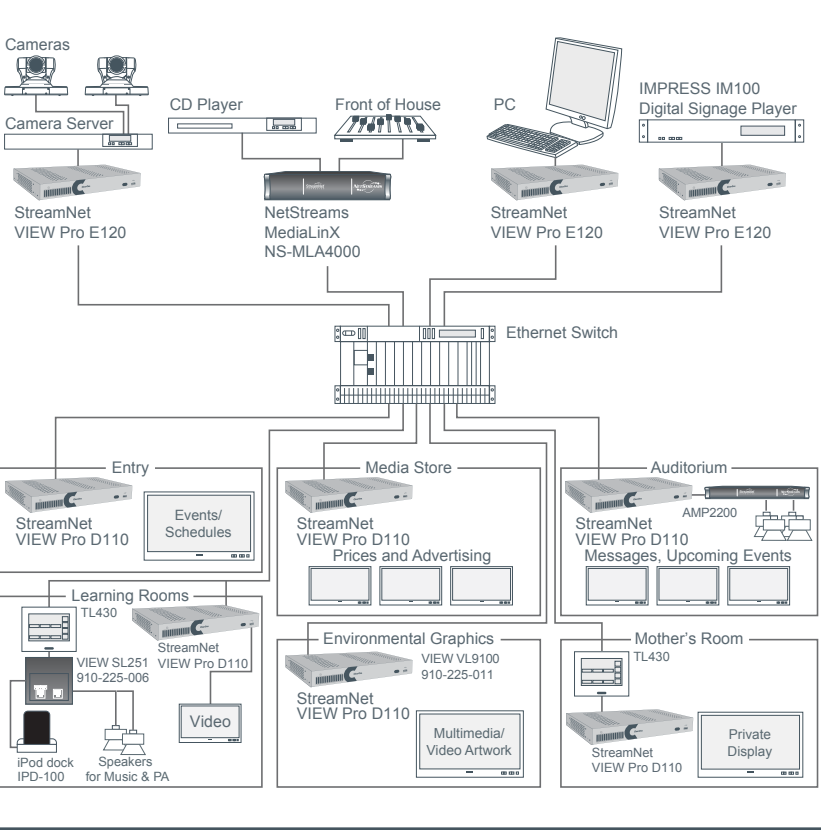 Cameras
Camera Server
StreamNet
VIEW Pro E120
CD Player
Front of House
NetStreams
MediaLinX
NS-MLA4000
PC
StreamNet
VIEW Pro E120
IMPRESS IM100
Digital Signage Player
StreamNet
VIEW Pro E120
Ethernet Switch
Entry
StreamNet
VIEW Pro D110
Events/
Schedules
Media Store
StreamNet
VIEW Pro D110
Prices and Advertising
Auditorium
AMP2200
StreamNet
VIEW Pro D110
Messages, Upcoming Events
Learning Rooms
TL430
StreamNet
VIEW Pro D110
VIEW SL251
910-225-006
Video
iPod dock
IPD-100
Speakers
for Music & PA
Environmental Graphics
VIEW VL9100
910-225-011
StreamNet
VIEW Pro D110
Multimedia/
Video Artwork
Mother's Room
TL430
StreamNet
VIEW Pro D110
Private
Display